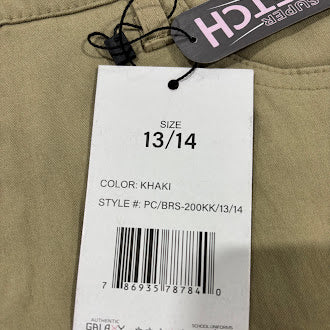 SUPER
STRETCH
SIZE
13/14
COLOR: KHAKI
STYLE #: PC/BRS-200KK/13/14
7 86935 78784 0
AUTHENTIC
GALAXY
SCHOOL UNIFORMS